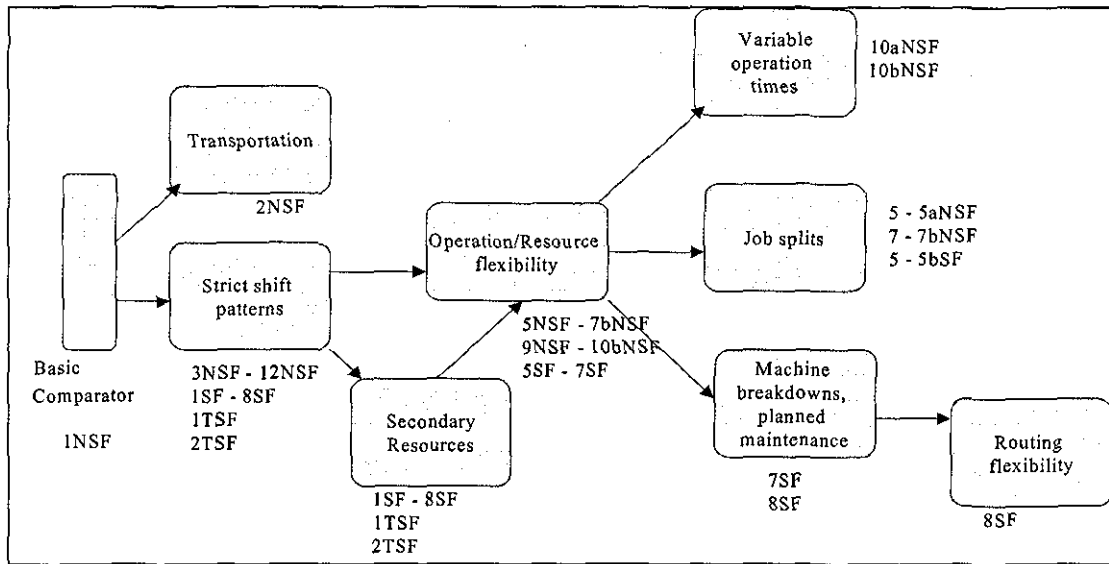 Variable
operation
times
10aNSF
10bNSF
Transportation
2NSF
Operation/Resource
flexibility
5NSF - 7bNSF
9NSF - 10bNSF
5SF - 7SF
Job splits
5 - 5aNSF
7 - 7bNSF
5 - 5bSF
Strict shift
patterns
3NSF - 12NSF
1SF - 8SF
1TSF
2TSF
Basic
Comparator
1NSF
Secondary
Resources
1SF - 8SF
1TSF
2TSF
Machine
breakdowns,
planned
maintenance
7SF
8SF
Routing
flexibility
8SF